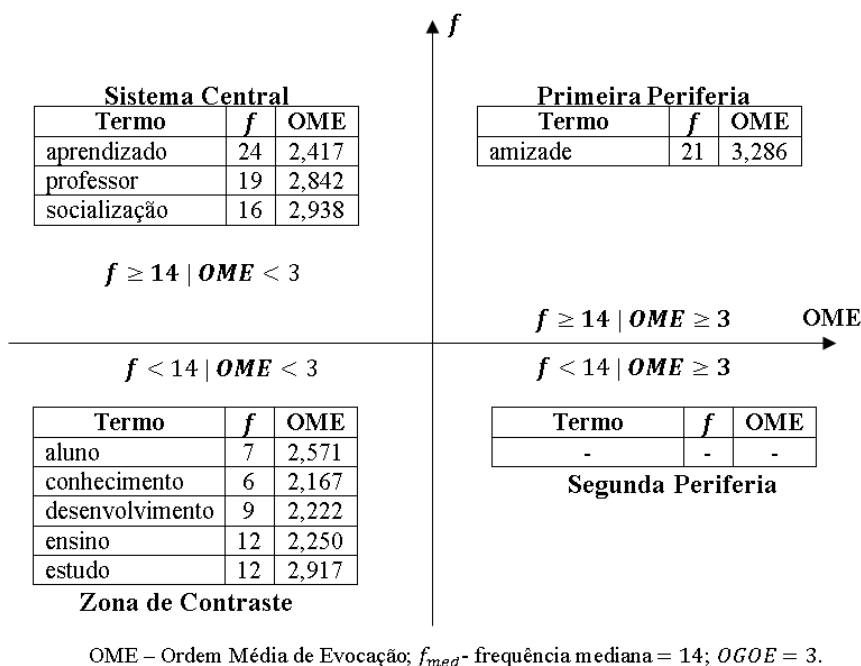 f
Sistema Central
Termo f OME
aprendizado 24 2,417
professor 19 2,842
socialização 16 2,938
f ≥ 14 | OME < 3
Primeira Periferia
Termo f OME
amizade 21 3,286
f ≥ 14 | OME ≥ 3
OME
f < 14 | OME < 3
Termo f OME
aluno 7 2,571
conhecimento 6 2,167
desenvolvimento 9 2,222
ensino 12 2,250
estudo 12 2,917
Zona de Contraste
f < 14 | OME ≥ 3
Termo f OME
- - -
Segunda Periferia
OME – Ordem Média de Evocação; f_med - frequência mediana = 14; OGOE = 3.